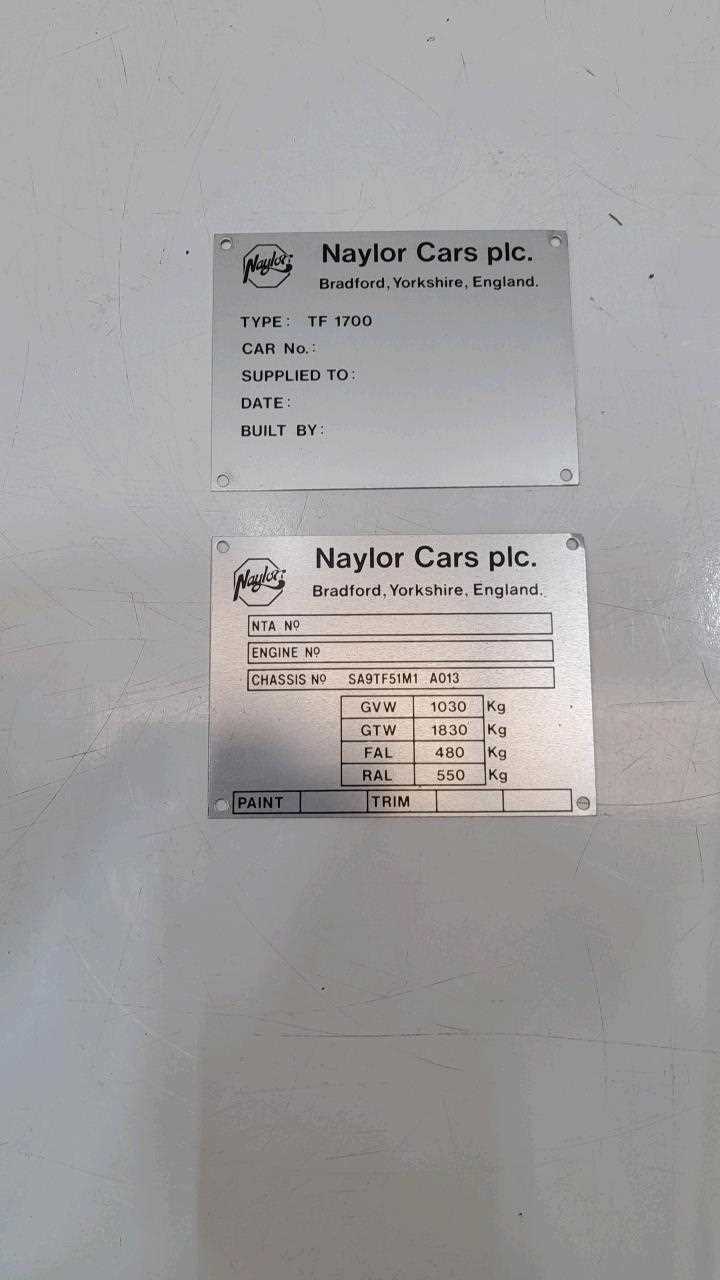 Naylor Naylor Cars plc.
Bradford, Yorkshire, England.
TYPE: TF 1700
CAR No.:
SUPPLIED TO:
DATE:
BUILT BY:
Naylor Naylor Cars plc.
Bradford, Yorkshire, England.
NTA Nº
ENGINE Nº
CHASSIS Nº SA9TF51M1 A013
GVW 1030 Kg
GTW 1830 Kg
FAL 480 Kg
RAL 550 Kg
PAINT TRIM